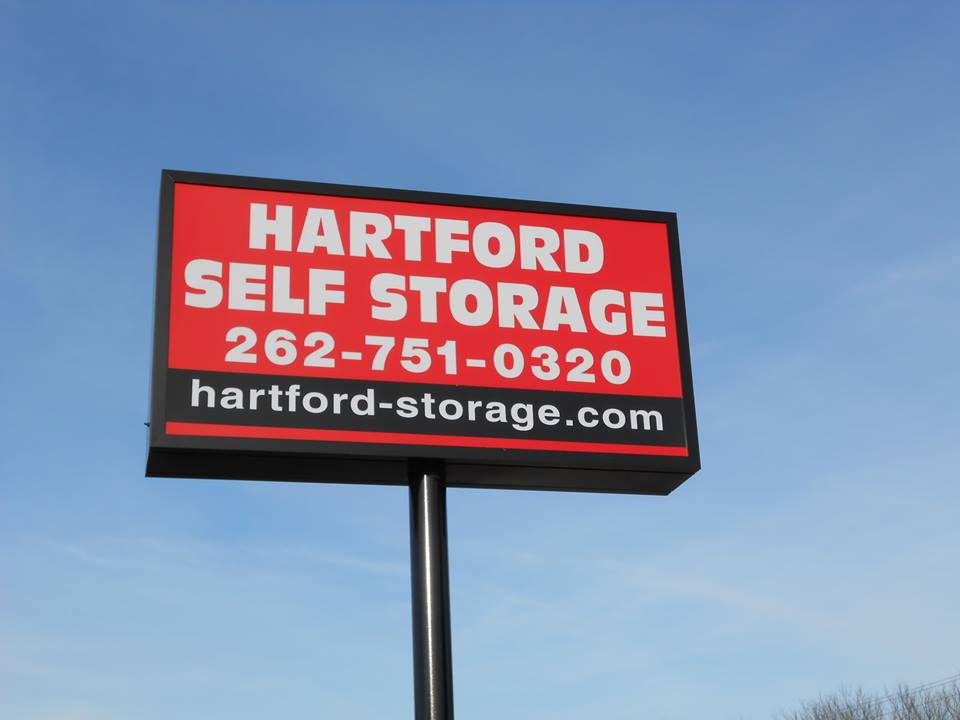 HARTFORD
SELF STORAGE
262-751-0320
hartford-storage.com